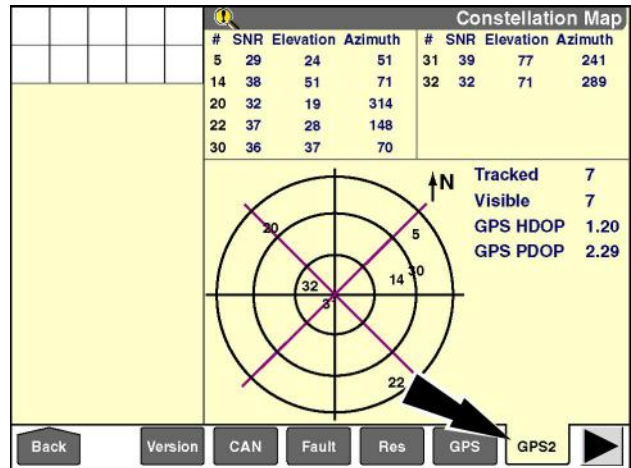 Constellation Map
# SNR Elevation Azimuth # SNR Elevation Azimuth
5 29 24 51 31 39 77 241
14 38 51 71 32 32 71 289
20 32 19 314
22 37 28 148
30 36 37 70
N
Tracked 7
Visible 7
GPS HDOP 1.20
GPS PDOP 2.29
20
5
30
14
32
31
22
Back Version CAN Fault Res GPS GPS2